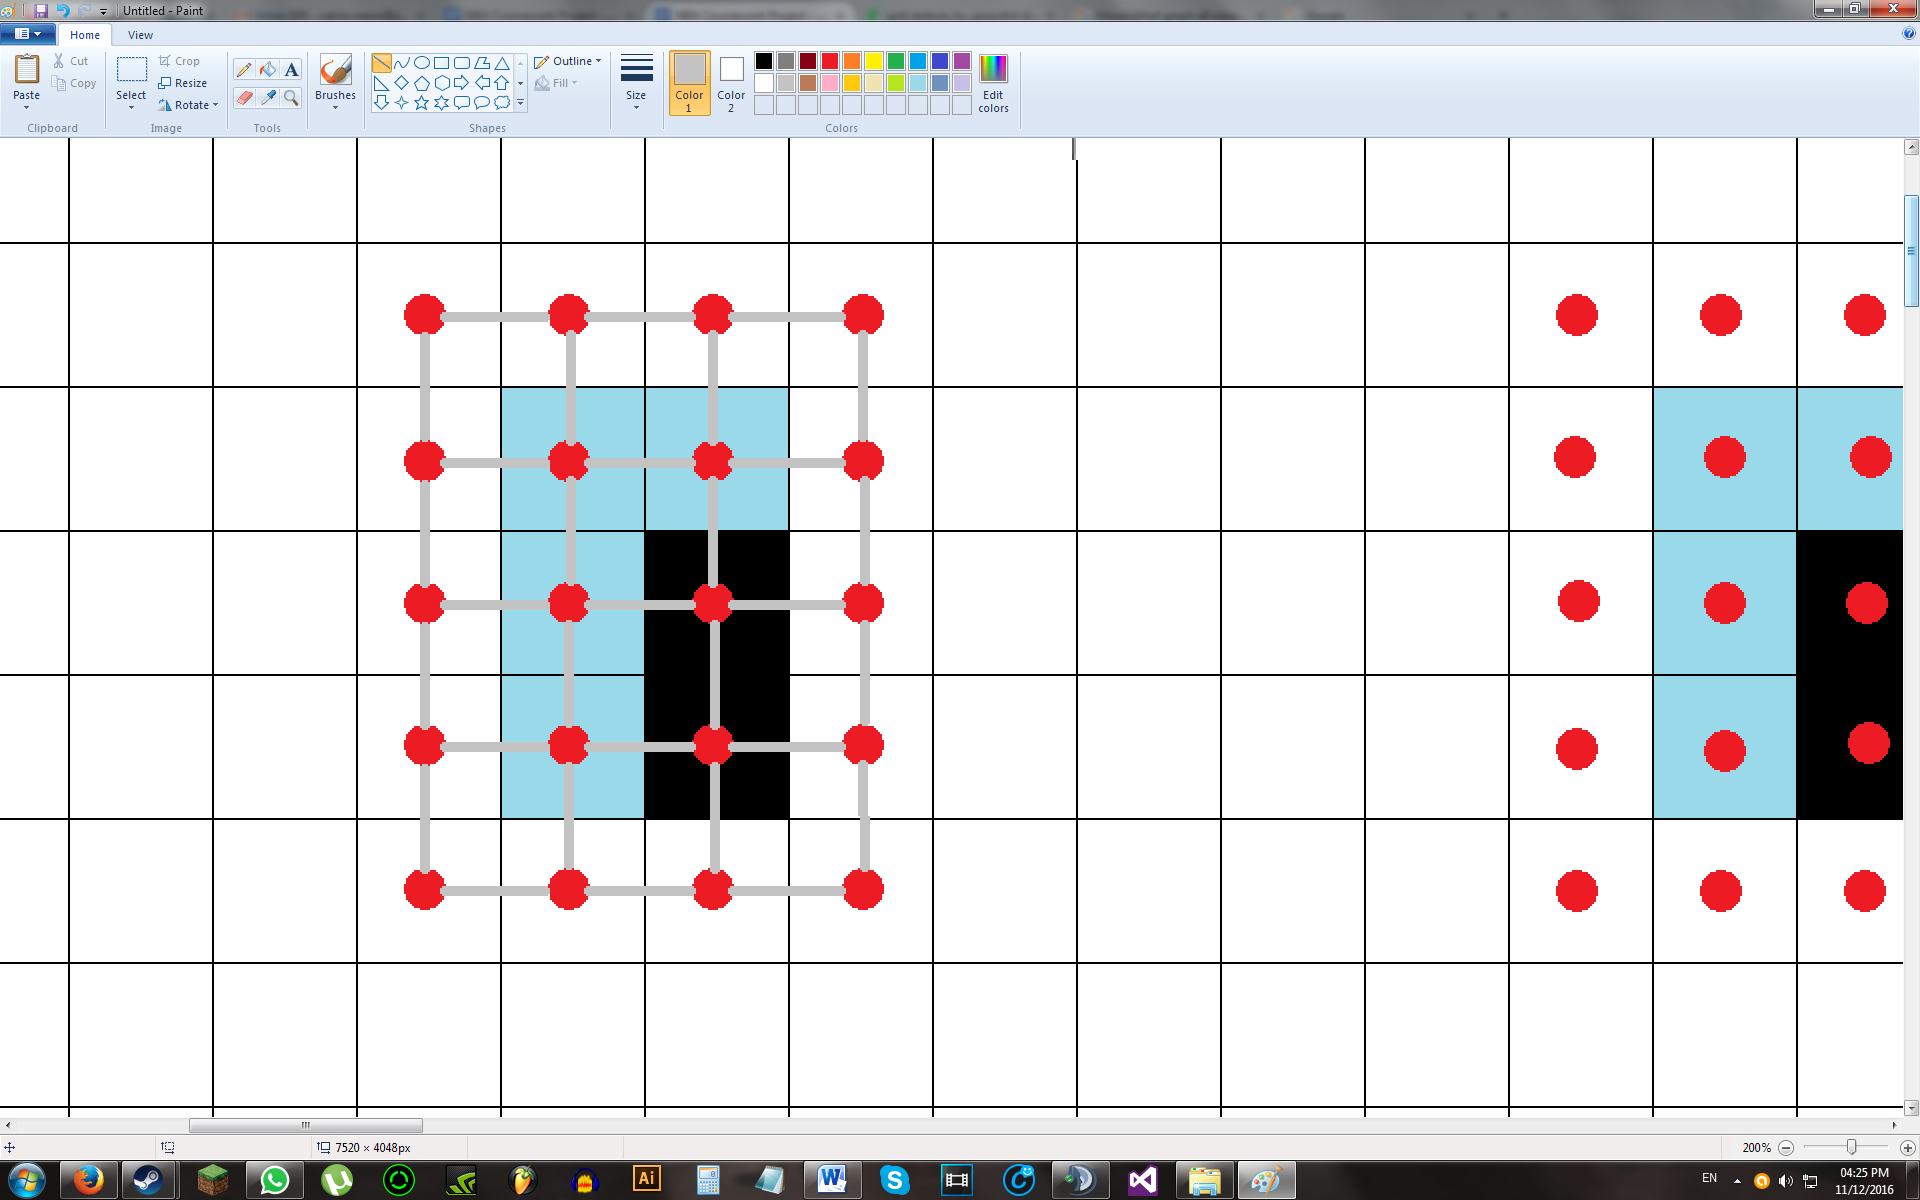 Untitled - Paint
Home View
Paste
Cut
Copy
Clipboard
Select
Crop
Resize
Rotate
Image
A
Tools
Brushes
Shapes
Outline
Fill
Size
Color 1
Color 2
Edit colors
Colors
7520 × 4048px
200%
Ai
W
S
EN
04:25 PM
11/12/2016